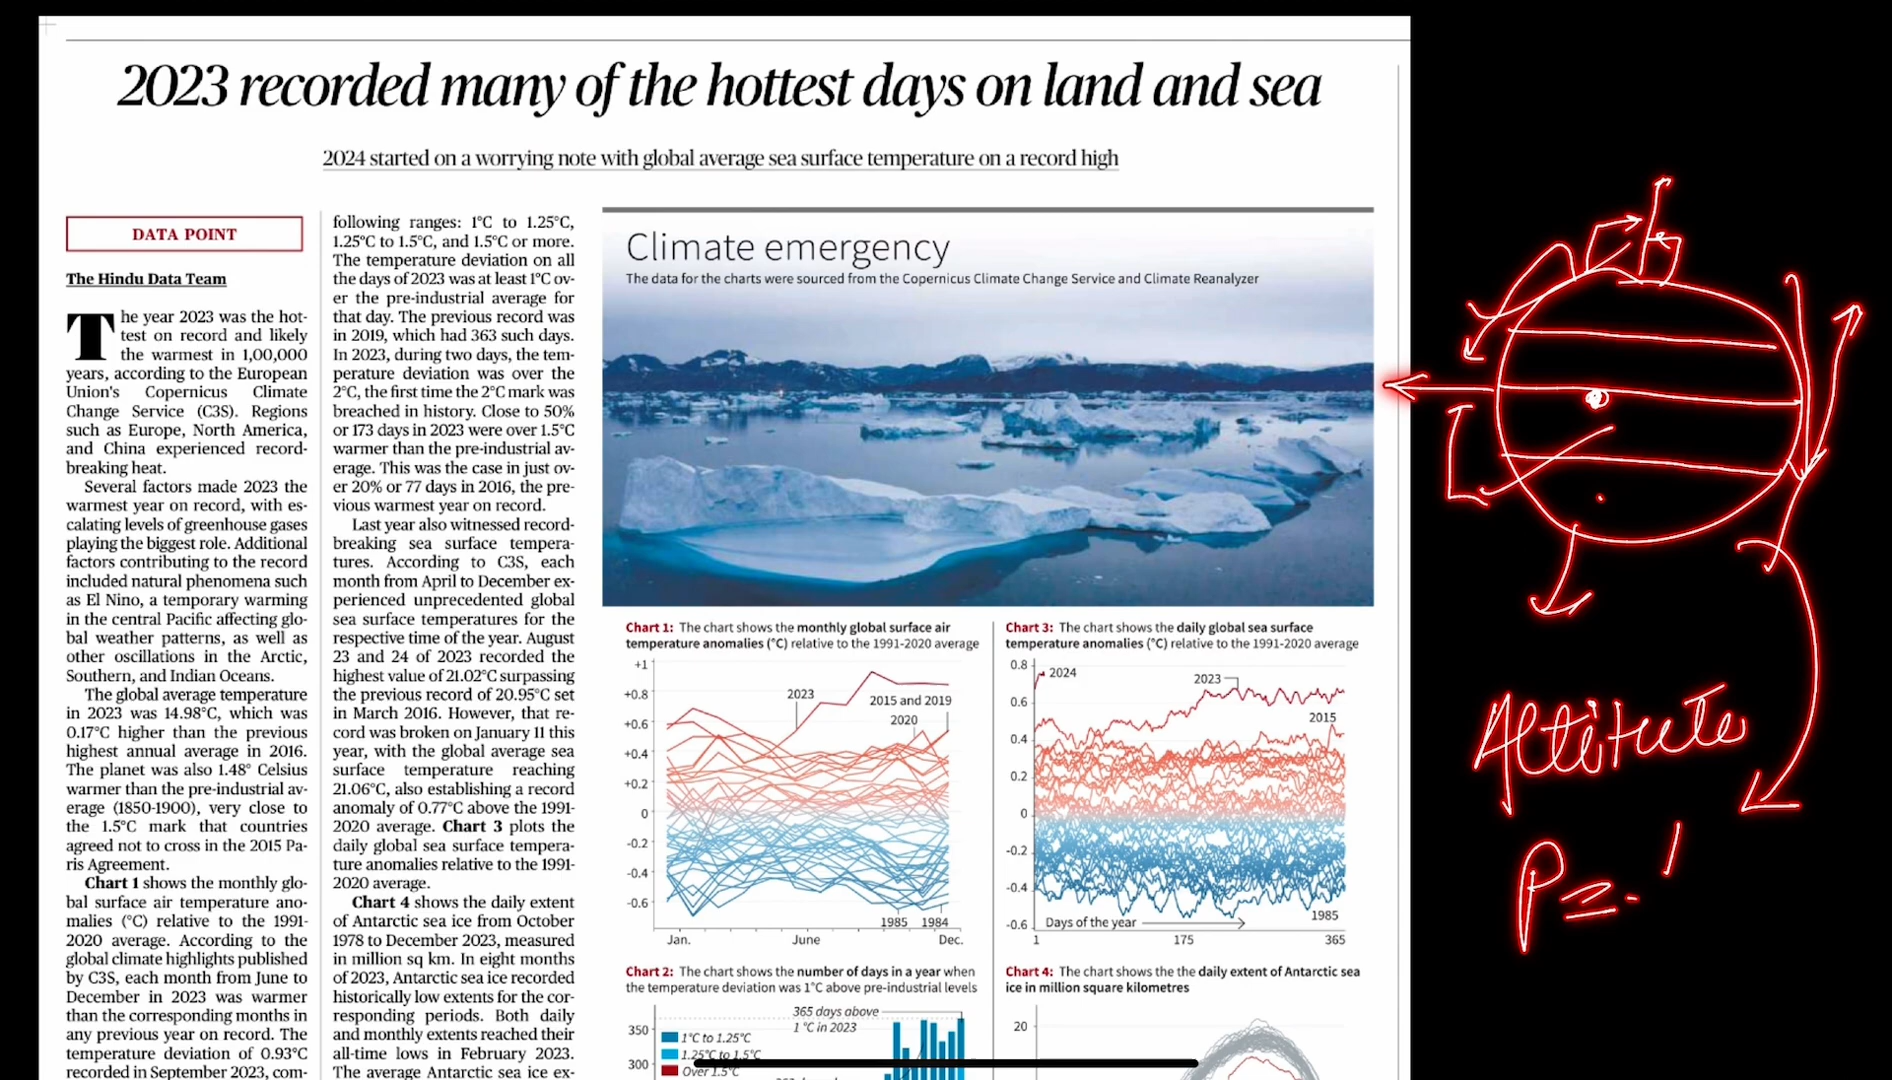 2023 recorded many of the hottest days on land and sea
2024 started on a worrying note with global average sea surface temperature on a record high
DATA POINT
The Hindu Data Team
The year 2023 was the hot-
test on record and likely
the warmest in 1,00,000
years, according to the European
Union's Copernicus Climate
Change Service (C3S). Regions
such as Europe, North America,
and China experienced record-
breaking heat.
Several factors made 2023 the
warmest year on record, with es-
calating levels of greenhouse gases
playing the biggest role. Additional
factors contributing to the record
included natural phenomena such
as El Nino, a temporary warming
in the central Pacific affecting glo-
bal weather patterns, as well as
other oscillations in the Arctic,
Southern, and Indian Oceans.
The global average temperature
in 2023 was 14.98°C, which was
0.17°C higher than the previous
highest annual average in 2016.
The planet was also 1.48° Celsius
warmer than the pre-industrial av-
erage (1850-1900), very close to
the 1.5°C mark that countries
agreed not to cross in the 2015 Pa-
ris Agreement.
Chart 1 shows the monthly glo-
bal surface air temperature ano-
malies (°C) relative to the 1991-
2020 average. According to the
global climate highlights published
by C3S, each month from June to
December in 2023 was warmer
than the corresponding months in
any previous year on record. The
temperature deviation of 0.93°C
recorded in September 2023, com-
following ranges: 1°C to 1.25°C,
1.25°C to 1.5°C, and 1.5°C or more.
The temperature deviation on all
the days of 2023 was at least 1°C ov-
er the pre-industrial average for
that day. The previous record was
in 2019, which had 363 such days.
In 2023, during two days, the tem-
perature deviation was over the
2°C, the first time the 2°C mark was
breached in history. Close to 50%
or 173 days in 2023 were over 1.5°C
warmer than the pre-industrial av-
erage. This was the case in just ov-
er 20% or 77 days in 2016, the pre-
vious warmest year on record.
Last year also witnessed record-
breaking sea surface tempera-
tures. According to C3S, each
month from April to December ex-
perienced unprecedented global
sea surface temperatures for the
respective time of the year. August
23 and 24 of 2023 recorded the
highest value of 21.02°C surpassing
the previous record of 20.95°C set
in March 2016. However, that re-
cord was broken on January 11 this
year, with the global average sea
surface temperature reaching
21.06°C, also establishing a record
anomaly of 0.77°C above the 1991-
2020 average. Chart 3 plots the
daily global sea surface tempera-
ture anomalies relative to the 1991-
2020 average.
Chart 4 shows the daily extent
of Antarctic sea ice from October
1978 to December 2023, measured
in million sq km. In eight months
of 2023, Antarctic sea ice recorded
historically low extents for the cor-
responding periods. Both daily
and monthly extents reached their
all-time lows in February 2023.
The average Antarctic sea ice ex-
Climate emergency
The data for the charts were sourced from the Copernicus Climate Change Service and Climate Reanalyzer
Chart 1: The chart shows the monthly global surface air
temperature anomalies (°C) relative to the 1991-2020 average
+1
+0.8
+0.6
+0.4
+0.2
0
-0.2
-0.4
-0.6
2023
2015 and 2019
2020
1985 1984
Jan. June Dec.
Chart 3: The chart shows the daily global sea surface
temperature anomalies (°C) relative to the 1991-2020 average
0.8
0.6
0.4
0.2
0
-0.2
-0.4
-0.6
2024
2023
2015
1985
Days of the year
1 175 365
Chart 2: The chart shows the number of days in a year when
the temperature deviation was 1°C above pre-industrial levels
350
300
365 days above
1 °C in 2023
1°C to 1.25°C
1.25°C to 1.5°C
Over 1.5°C
Chart 4: The chart shows the the daily extent of Antarctic sea
ice in million square kilometres
20